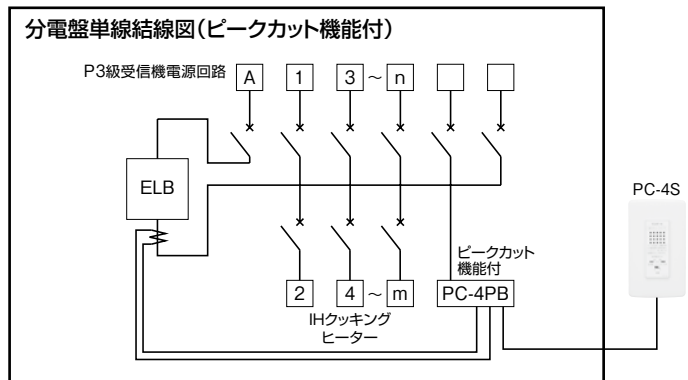 分電盤単線結線図（ピークカット機能付）
P3級受信機電源回路
A
1
3
～
n
ELB
PC-4S
ピークカット
機能付
2
4
～
m
PC-4PB
IHクッキング
ヒーター